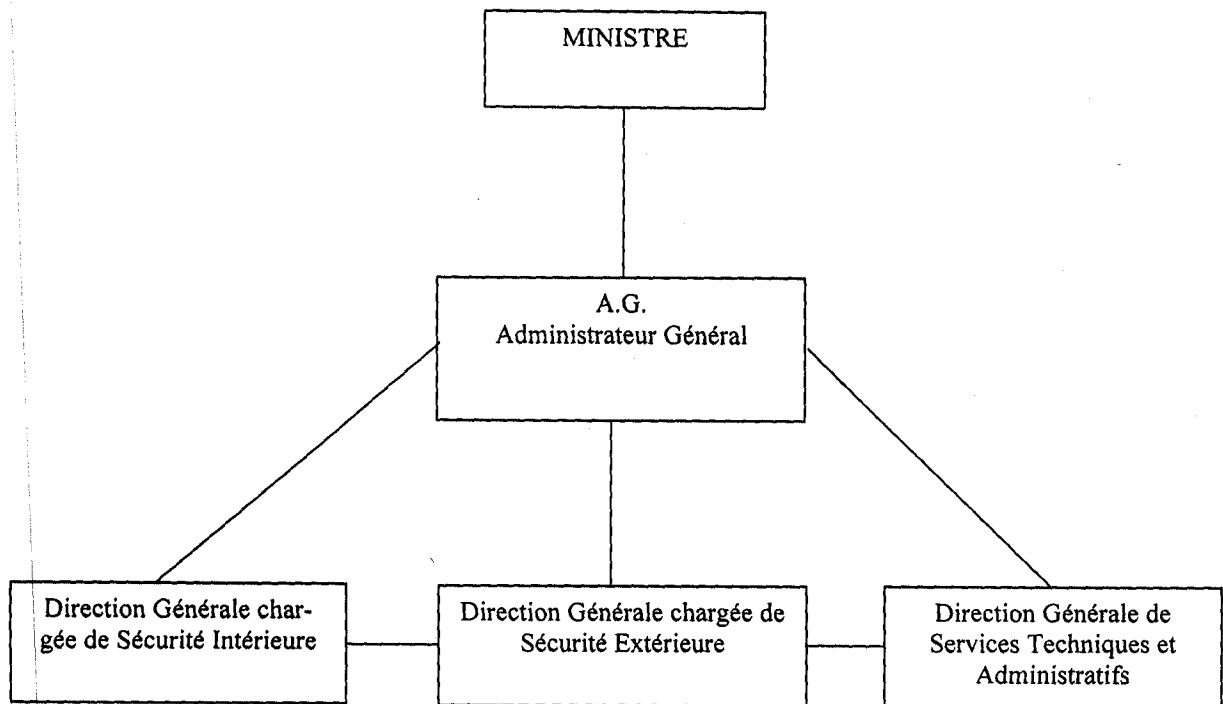 MINISTRE
A.G.
Administrateur Général
Direction Générale char-
gée de Sécurité Intérieure
Direction Générale chargée de
Sécurité Extérieure
Direction Générale de
Services Techniques et
Administratifs